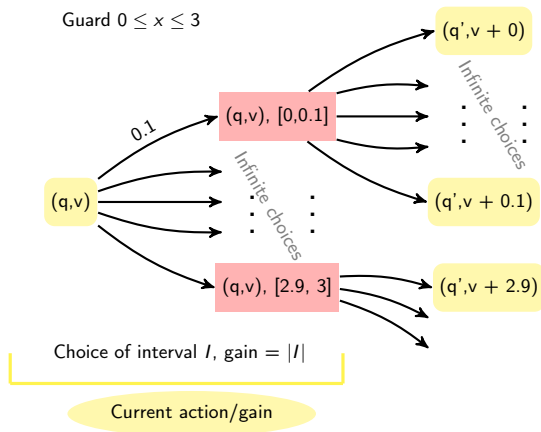 Guard 0 ≤ x ≤ 3
(q',v + 0)
Infinite choices
0.1
(q,v), [0,0.1]
Infinite choices
(q,v)
(q',v + 0.1)
(q,v), [2.9, 3]
(q',v + 2.9)
Choice of interval I, gain = |I|
Current action/gain